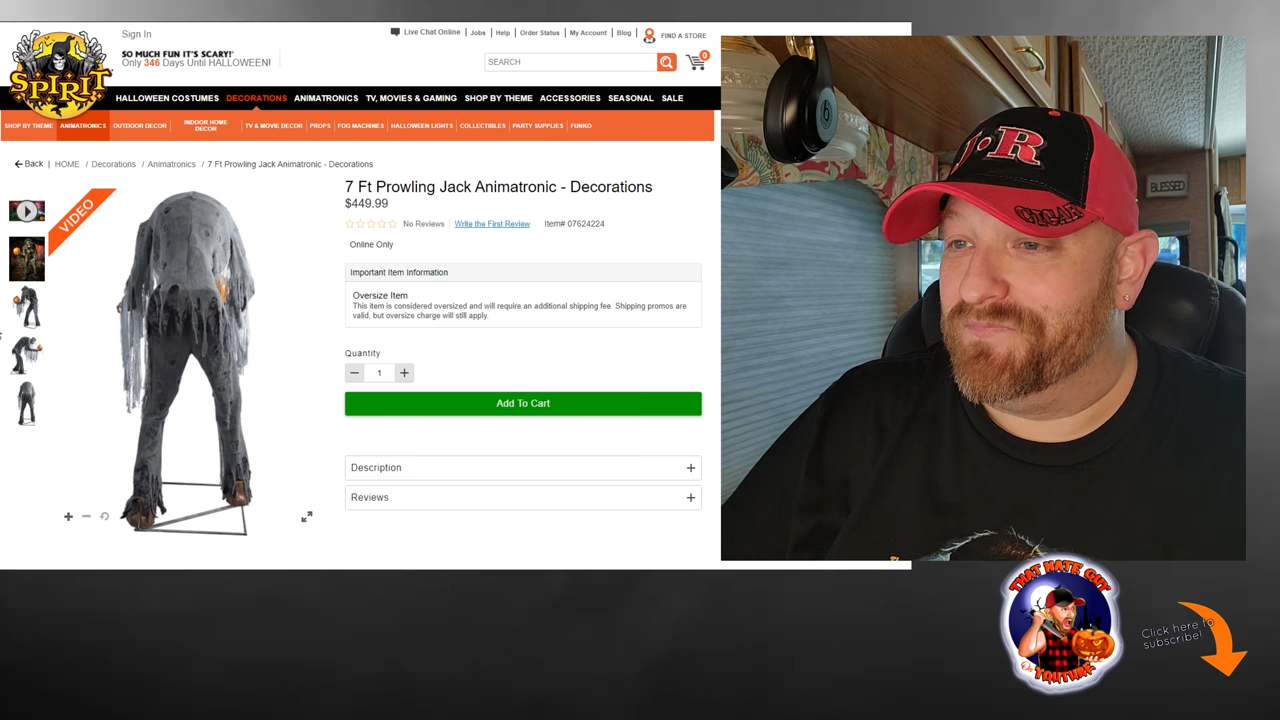 Sign In
Live Chat Online | Jobs | Help | Order Status | My Account | Blog | FIND A STORE
SPIRIT
SO MUCH FUN IT'S SCARY!
Only 346 Days Until HALLOWEEN!
SEARCH
0
HALLOWEEN COSTUMES DECORATIONS ANIMATRONICS TV, MOVIES & GAMING SHOP BY THEME ACCESSORIES SEASONAL SALE
SHOP BY THEME ANIMATRONICS OUTDOOR DECOR INDOOR HOME DECOR TV & MOVIE DECOR PROPS FOG MACHINES HALLOWEEN LIGHTS COLLECTIBLES PARTY SUPPLIES FUNKO
Back | HOME / Decorations / Animatronics / 7 Ft Prowling Jack Animatronic - Decorations
VIDEO
7 Ft Prowling Jack Animatronic - Decorations
$449.99
No Reviews | Write the First Review Item# 07624224
Online Only
Important Item Information
Oversize Item
This item is considered oversized and will require an additional shipping fee. Shipping promos are
valid, but oversize charge will still apply.
Quantity
1
Add To Cart
Description
Reviews
J•R
CIGAR
BLESSED
THAT NATE GUY
On YOUTUBE
Click here to
subscribe!